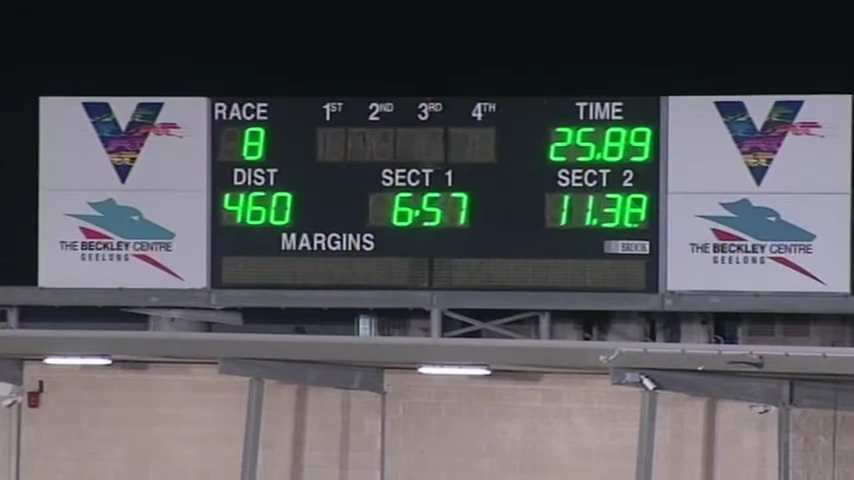 RACE 1ST 2ND 3RD 4TH TIME
8 25.89
DIST SECT 1 SECT 2
460 6.57 11.38
MARGINS
THE BECKLEY CENTRE
GEELONG
THE BECKLEY CENTRE
GEELONG